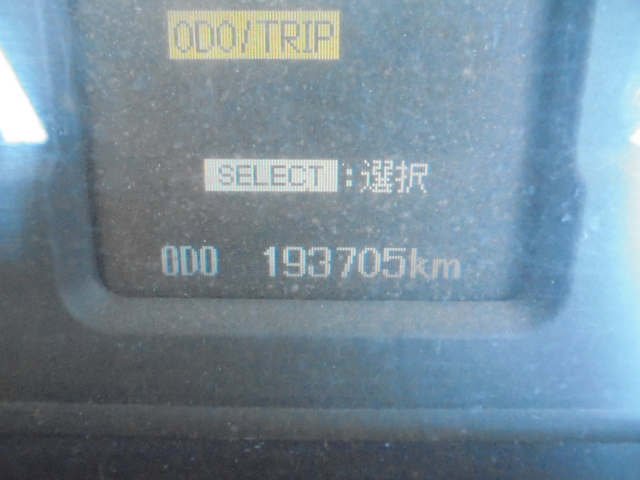 ODO/TRIP
SELECT:選択
ODO 193705km